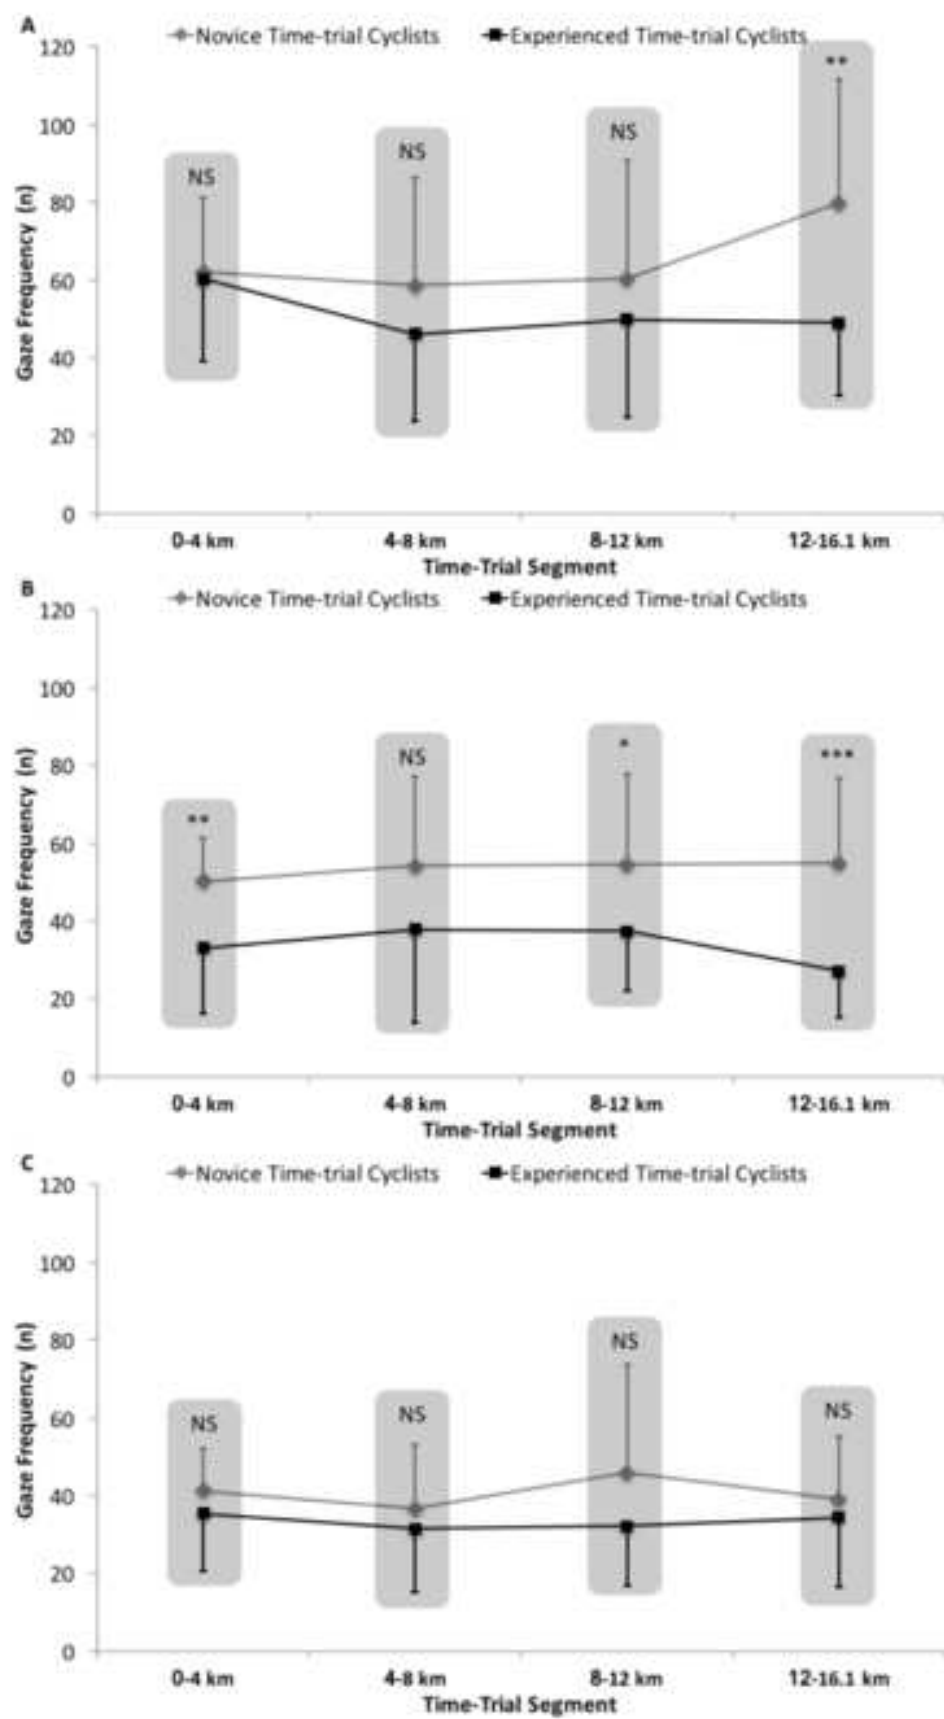 A
Novice Time-trial Cyclists Experienced Time-trial Cyclists
120
**
100
NS
NS
NS
80
60
40
20
0
Gaze Frequency (n)
0-4 km 4-8 km 8-12 km 12-16.1 km
Time-Trial Segment
B
Novice Time-trial Cyclists Experienced Time-trial Cyclists
120
100
80
NS
*
***
**
60
40
20
0
Gaze Frequency (n)
0-4 km 4-8 km 8-12 km 12-16.1 km
Time-Trial Segment
C
Novice Time-trial Cyclists Experienced Time-trial Cyclists
120
100
80
NS
60
NS
NS
NS
40
20
0
Gaze Frequency (n)
0-4 km 4-8 km 8-12 km 12-16.1 km
Time-Trial Segment